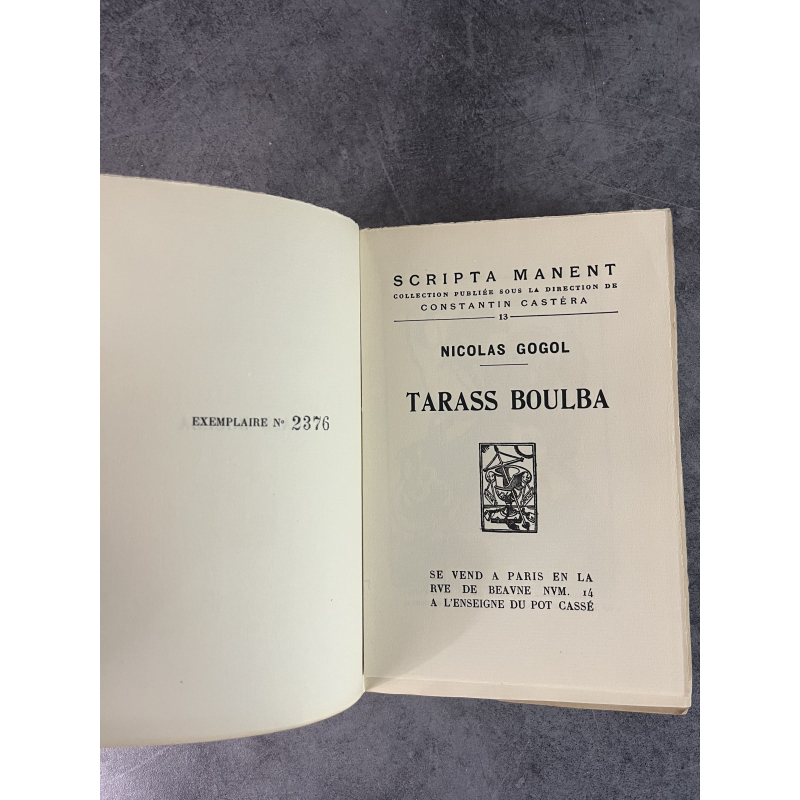 EXEMPLAIRE Nº 2376
SCRIPTA MANENT
COLLECTION PUBLIÉE SOUS LA DIRECTION DE
CONSTANTIN CASTÉRA
13
NICOLAS GOGOL
TARASS BOULBA
SE VEND A PARIS EN LA
RVE DE BEAVNE NVM. 14
A L'ENSEIGNE DU POT CASSÉ